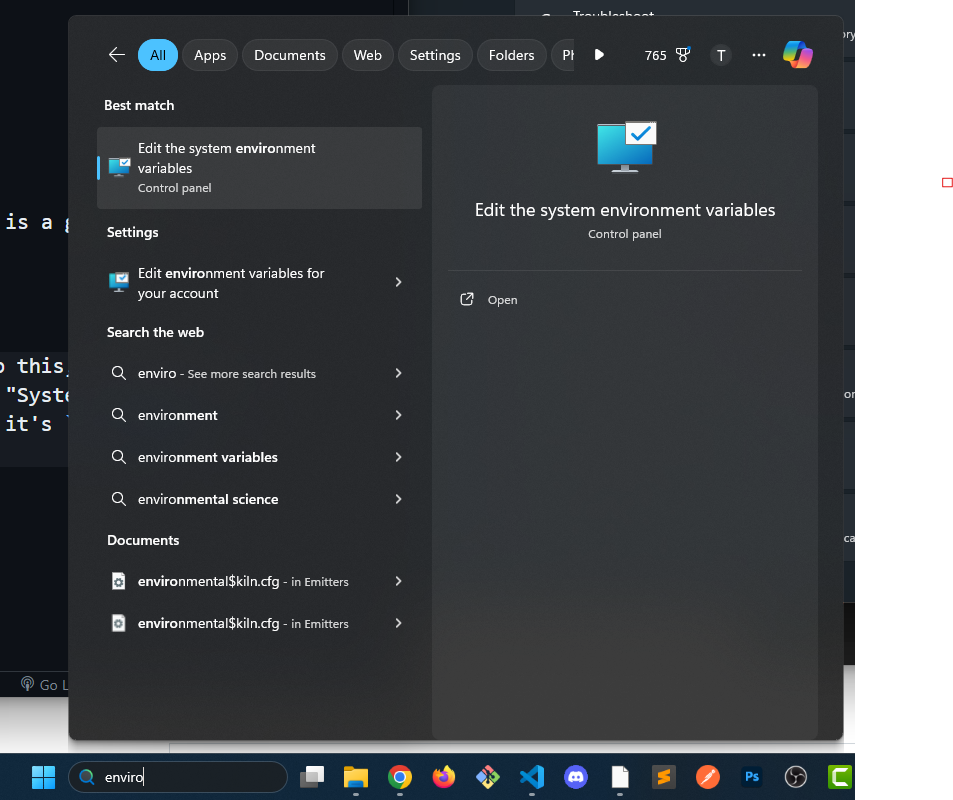 Troubleshoot
All
Apps
Documents
Web
Settings
Folders
765
T
Best match
Edit the system environment
variables
Control panel
Settings
Edit environment variables for
your account
Search the web
enviro - See more search results
environment
environment variables
environmental science
Documents
environmental$kiln.cfg - in Emitters
environmental$kiln.cfg - in Emitters
Edit the system environment variables
Control panel
Open
is a
this
"Syste
it's
Go L
enviro
Ps